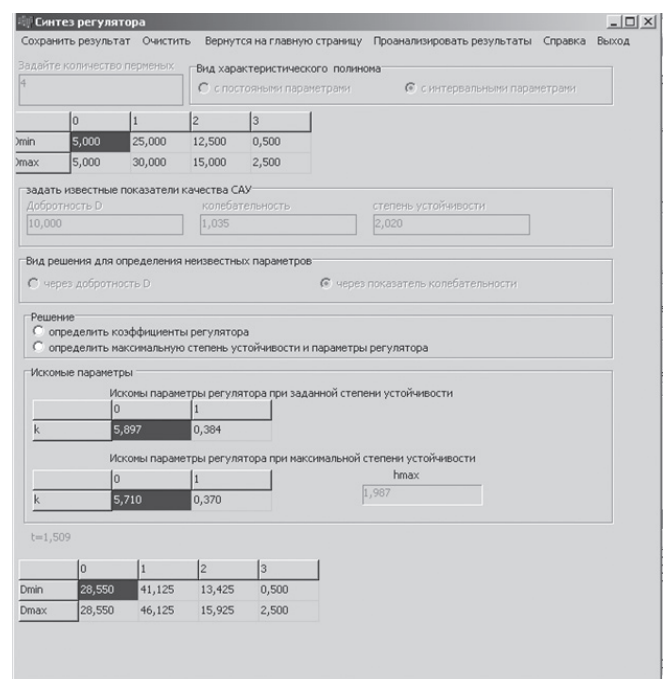 Синтез регулятора
Сохранить результат Очистить Вернутся на главную страницу Проанализировать результаты Справка Выход
Задайте количество перменых
4
Вид характеристического полинома
с постояными параметрами с интервальными параметрами
0 1 2 3
Dmin 5,000 25,000 12,500 0,500
Dmax 5,000 30,000 15,000 2,500
задать известные показатели качества САУ
Добротность D колебательность степень устойчивости
10,000 1,035 2,020
Вид решения для определения неизвестных параметров
через добротность D через показатель колебательности
Решение
определить коэффициенты регулятора
определить максимальную степень устойчивости и параметры регулятора
Искомые параметры
Искомы параметры регулятора при заданной степени устойчивости
0 1
k 5,897 0,384
Искомы параметры регулятора при максимальной степени устойчивости
0 1 hmax
k 5,710 0,370 1,987
t=1,509
0 1 2 3
Dmin 28,550 41,125 13,425 0,500
Dmax 28,550 46,125 15,925 2,500